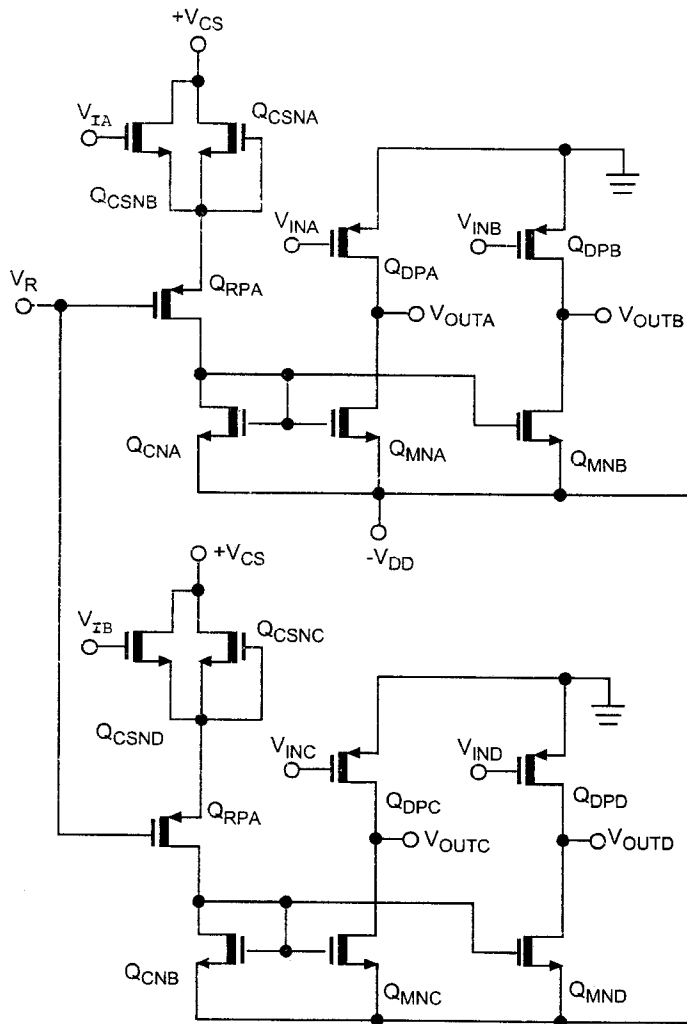 +VCS
VIA
QCSNA
QCSNB
VINA
VINB
QDPA
QDPB
VR
QRPA
VOUTA
VOUTB
QCNA
QMNA
QMNB
-VDD
+VCS
VIB
QCSNC
QCSND
VINC
VIND
QRPA
QDPC
QDPD
VOUTC
VOUTD
QCNB
QMNC
QMND